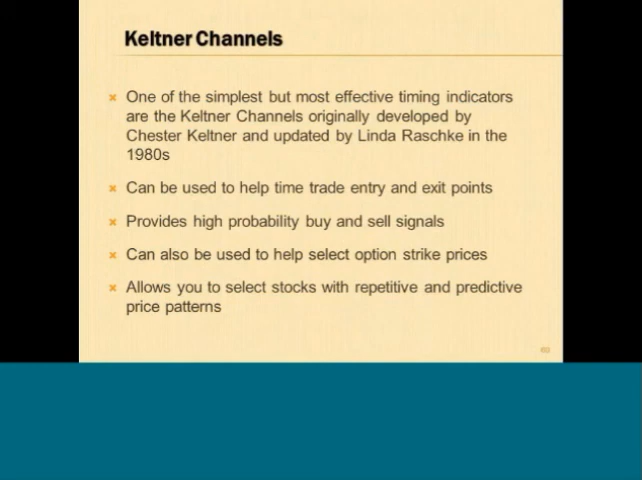 Keltner Channels
One of the simplest but most effective timing indicators
are the Keltner Channels originally developed by
Chester Keltner and updated by Linda Raschke in the
1980s
Can be used to help time trade entry and exit points
Provides high probability buy and sell signals
Can also be used to help select option strike prices
Allows you to select stocks with repetitive and predictive
price patterns